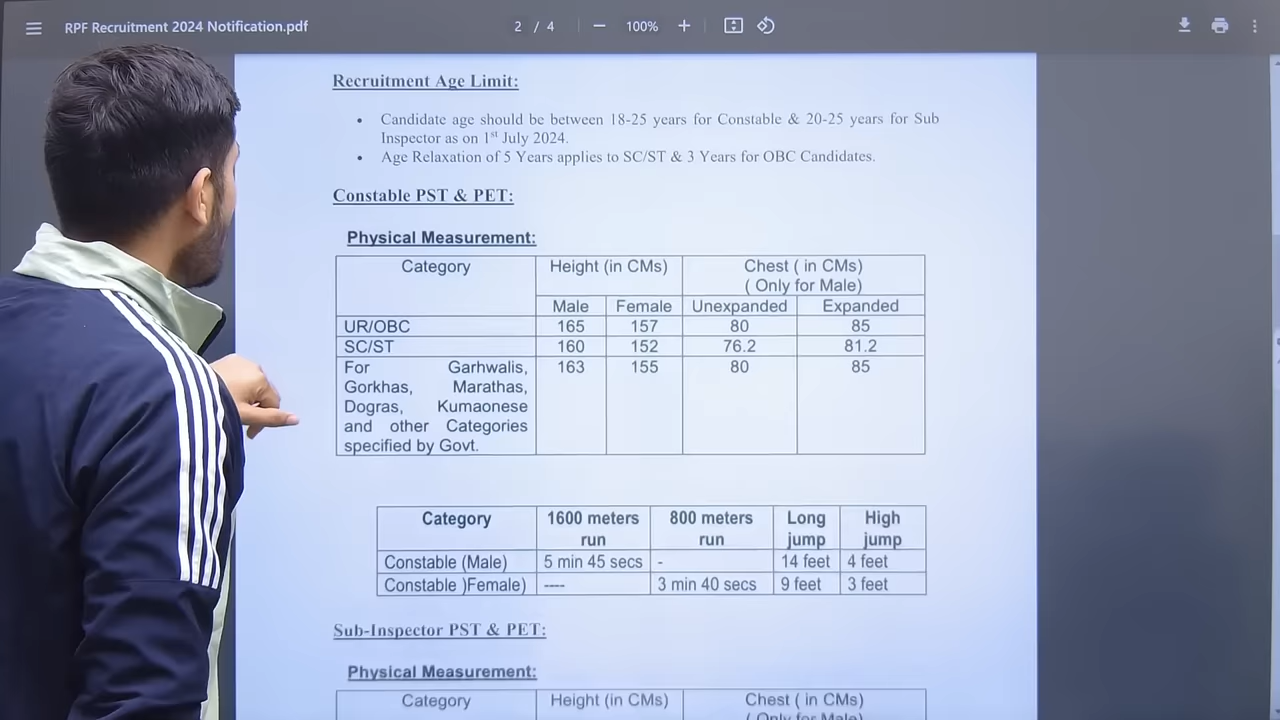 RPF Recruitment 2024 Notification.pdf
2 / 4
100%
Recruitment Age Limit:
• Candidate age should be between 18-25 years for Constable & 20-25 years for Sub
Inspector as on 1st July 2024.
• Age Relaxation of 5 Years applies to SC/ST & 3 Years for OBC Candidates.
Constable PST & PET:
Physical Measurement:
Category Height (in CMs) Chest ( in CMs)
( Only for Male)
Male Female Unexpanded Expanded
UR/OBC 165 157 80 85
SC/ST 160 152 76.2 81.2
For Garhwalis, 163 155 80 85
Gorkhas, Marathas,
Dogras, Kumaonese
and other Categories
specified by Govt.
Category 1600 meters 800 meters Long High
run run jump jump
Constable (Male) 5 min 45 secs - 14 feet 4 feet
Constable )Female) ---- 3 min 40 secs 9 feet 3 feet
Sub-Inspector PST & PET:
Physical Measurement:
Category Height (in CMs) Chest ( in CMs)
( Only for Male)